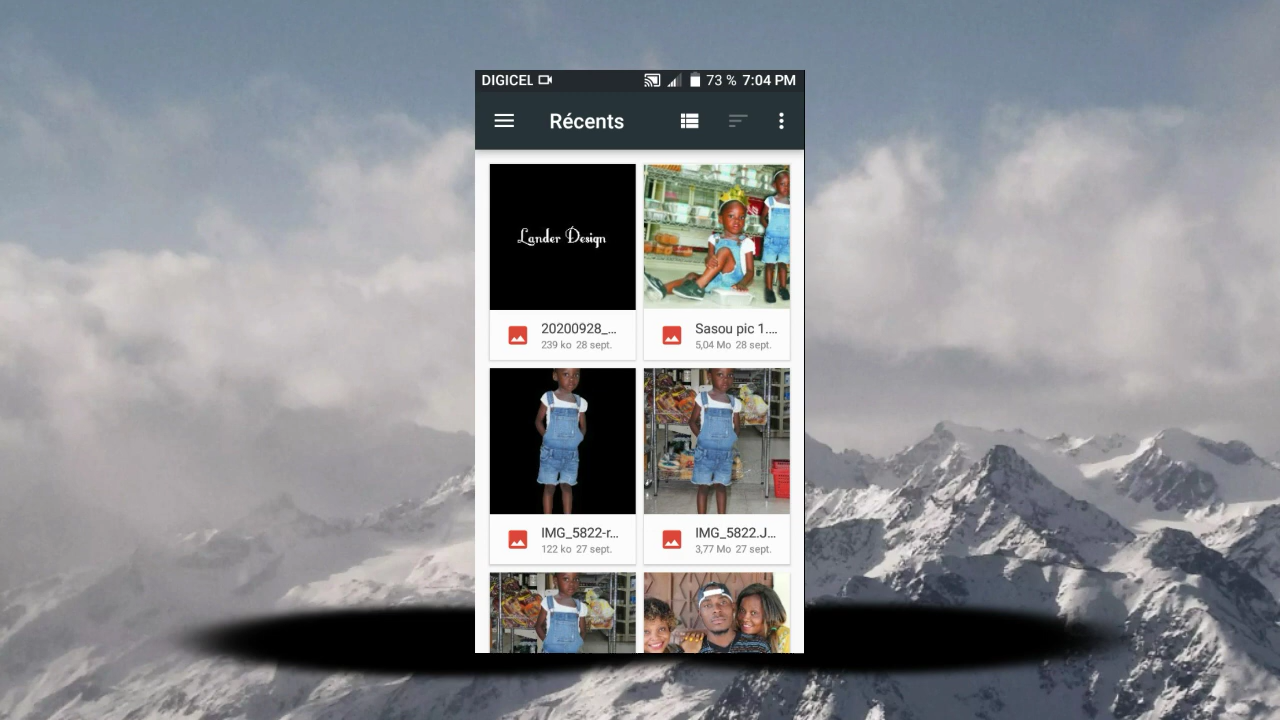 DIGICEL 73 % 7:04 PM
Récents
Lander Design
20200928_...
239 ko 28 sept.
Sasou pic 1....
5,04 Mo 28 sept.
IMG_5822-r...
122 ko 27 sept.
IMG_5822.J...
3,77 Mo 27 sept.